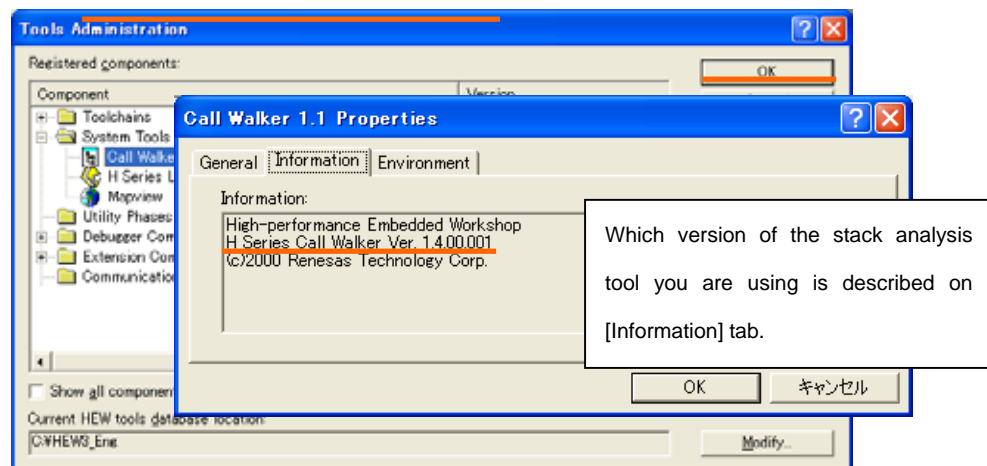 Tools Administration
Registered components:
OK
Component
Version
Toolchains
System Tools
Call Walke
H Series L
Mapview
Utility Phases
Debugger Com
Extension Com
Communicatio
Call Walker 1.1 Properties
General
Information
Environment
Information:
High-performance Embedded Workshop
H Series Call Walker Ver. 1.4.00.001
(c)2000 Renesas Technology Corp.
Which version of the stack analysis
tool you are using is described on
[Information] tab.
OK
キャンセル
Show all componen
Current HEW tools database location:
C:¥HEW3_Eng
Modify...